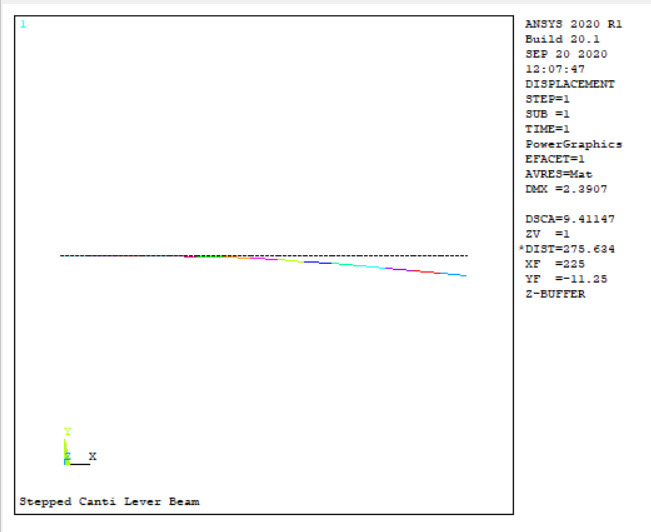 1
ANSYS 2020 R1
Build 20.1
SEP 20 2020
12:07:47
DISPLACEMENT
STEP=1
SUB =1
TIME=1
PowerGraphics
EFACET=1
AVRES=Mat
DMX =2.3907
DSCA=9.41147
ZV =1
*DIST=275.634
XF =225
YF =-11.25
Z-BUFFER
Y
Z X
Stepped Canti Lever Beam